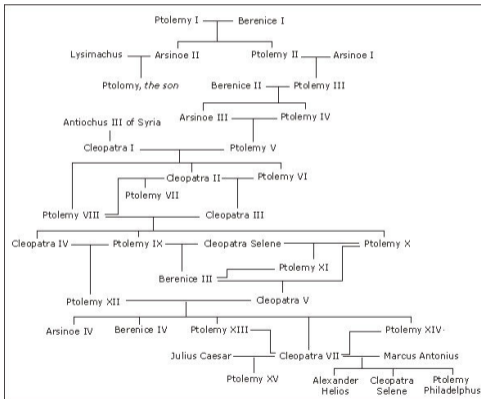 Ptolemy I Berenice I
Lysimachus Arsinoe II Ptolemy II Arsinoe I
Ptolomy, the son Berenice II Ptolemy III
Arsinoe III Ptolemy IV
Antiochus III of Syria
Cleopatra I Ptolemy V
Cleopatra II Ptolemy VI
Ptolemy VII
Ptolemy VIII Cleopatra III
Cleopatra IV Ptolemy IX Cleopatra Selene Ptolemy X
Ptolemy XI
Berenice III
Ptolemy XII Cleopatra V
Arsinoe IV Berenice IV Ptolemy XIII Ptolemy XIV
Julius Caesar Cleopatra VII Marcus Antonius
Ptolemy XV
Alexander Cleopatra Ptolemy
Helios Selene Philadelphus